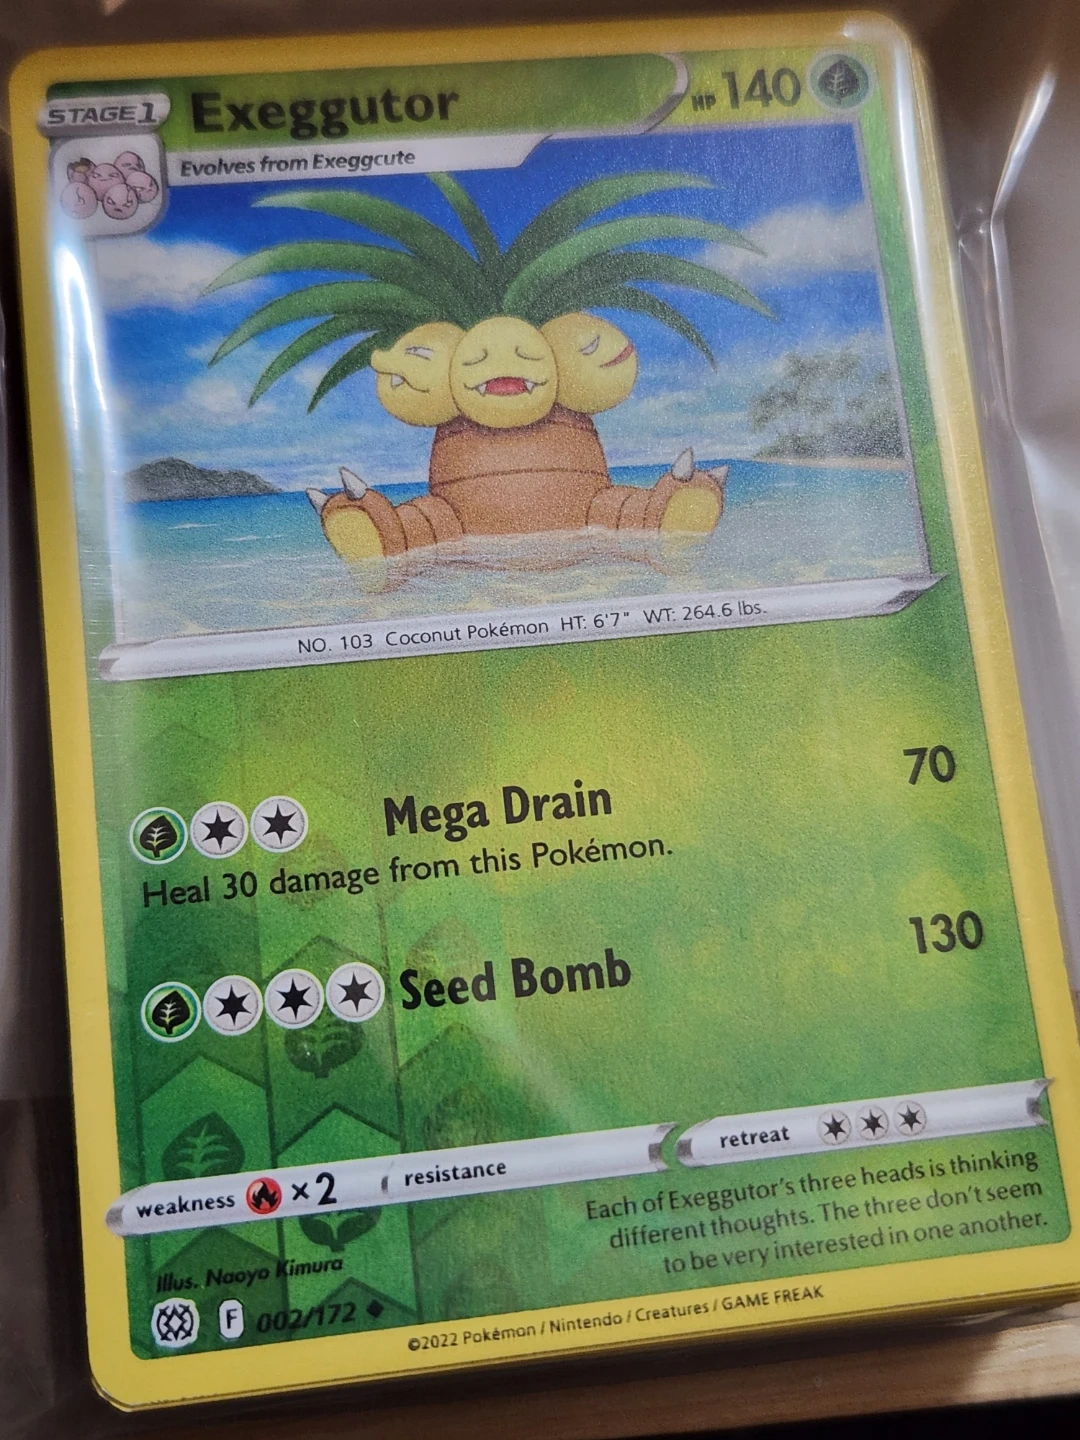 STAGE1 Exeggutor HP 140
Evolves from Exeggcute
NO. 103 Coconut Pokémon HT: 6'7" WT: 264.6 lbs.
Mega Drain 70
Heal 30 damage from this Pokémon.
Seed Bomb 130
weakness ×2 resistance retreat
Each of Exeggutor's three heads is thinking
different thoughts. The three don't seem
to be very interested in one another.
Illus. Naoyo Kimura
F 002/172
©2022 Pokémon / Nintendo / Creatures / GAME FREAK